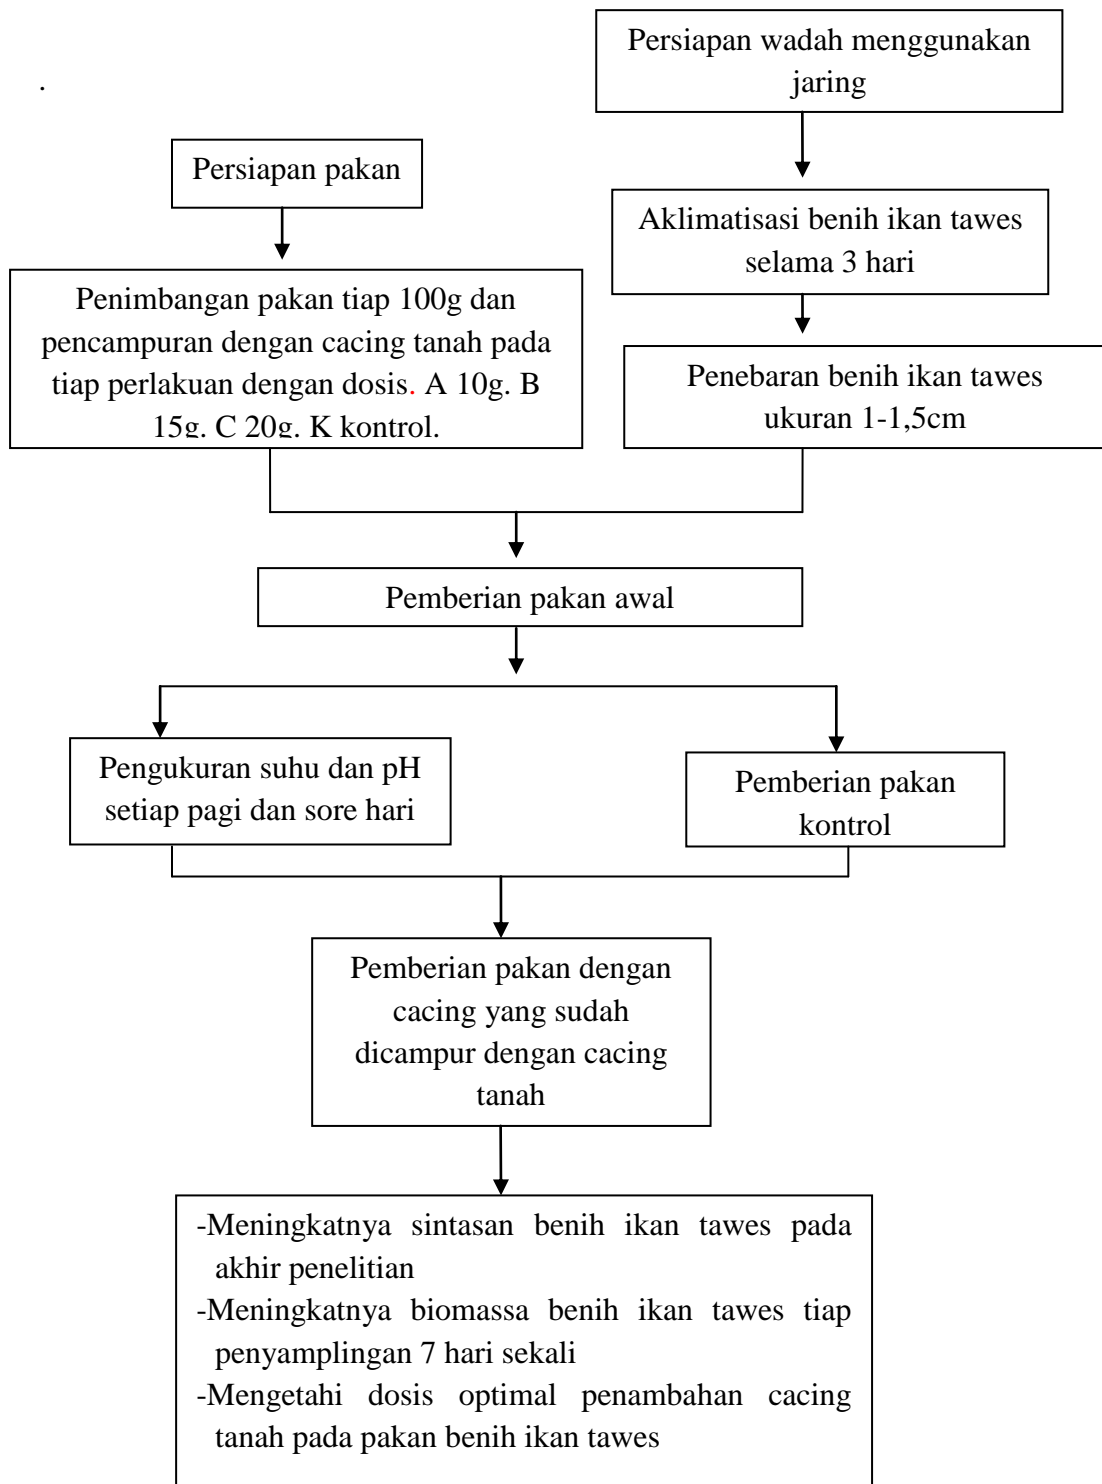 Persiapan wadah menggunakan
jaring
.
Persiapan pakan
Aklimatisasi benih ikan tawes
selama 3 hari
Penimbangan pakan tiap 100g dan
pencampuran dengan cacing tanah pada
tiap perlakuan dengan dosis. A 10g. B
15g. C 20g. K kontrol.
Penebaran benih ikan tawes
ukuran 1-1,5cm
Pemberian pakan awal
Pengukuran suhu dan pH
setiap pagi dan sore hari
Pemberian pakan
kontrol
Pemberian pakan dengan
cacing yang sudah
dicampur dengan cacing
tanah
-Meningkatnya sintasan benih ikan tawes pada
akhir penelitian
-Meningkatnya biomassa benih ikan tawes tiap
penyamplingan 7 hari sekali
-Mengetahi dosis optimal penambahan cacing
tanah pada pakan benih ikan tawes